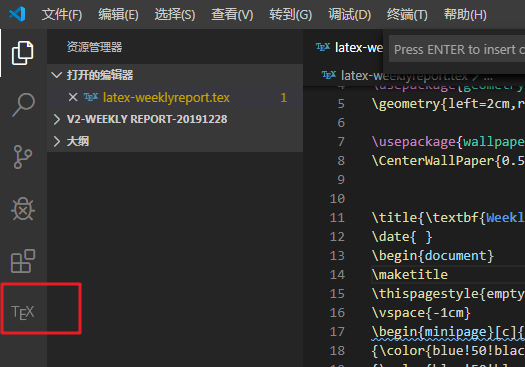 文件(F) 编辑(E) 选择(S) 查看(V) 转到(G) 调试(D) 终端(T) 帮助(H)
资源管理器
打开的编辑器
TEX latex-weeklyreport.tex 1
V2-WEEKLY REPORT-20191228
大纲
TEX
TEX latex-we
Press ENTER to insert c
TEX latex-weeklyreport.tex > ...
5 \geometry{left=2cm,r
6
7 \usepackage{wallpape
8 \CenterWallPaper{0.5
9
10
11 \title{\textbf{Weekl
12 \date{ }
13 \begin{document}
14 \maketitle
15 \thispagestyle{empty
16 \vspace{-1cm}
17 \begin{minipage}[c]{
18 {\color{blue!50!blac